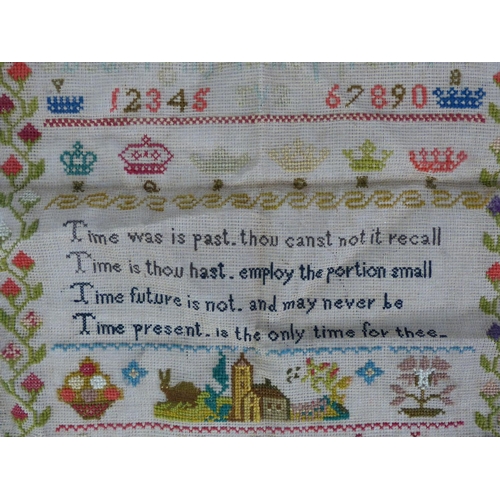 12345 67890
K Q P D M E
Time was is past. thou canst not it recall
Time is thou hast. employ the portion small
Time future is not. and may never be
Time present. is the only time for thee.